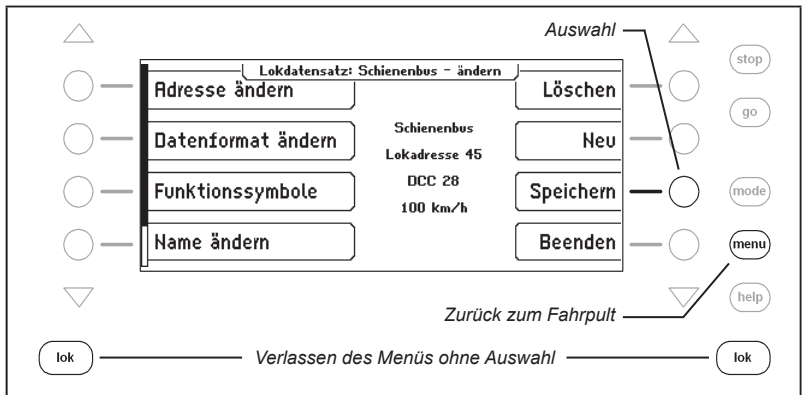 Auswahl
stop
Lokdatensatz: Schienenbus - ändern
Adresse ändern
Löschen
go
Schienenbus
Datenformat ändern
Neu
Lokadresse 45
DCC 28
Funktionssymbole
Speichern
mode
100 km/h
Name ändern
Beenden
menu
help
Zurück zum Fahrpult
lok
Verlassen des Menüs ohne Auswahl
lok